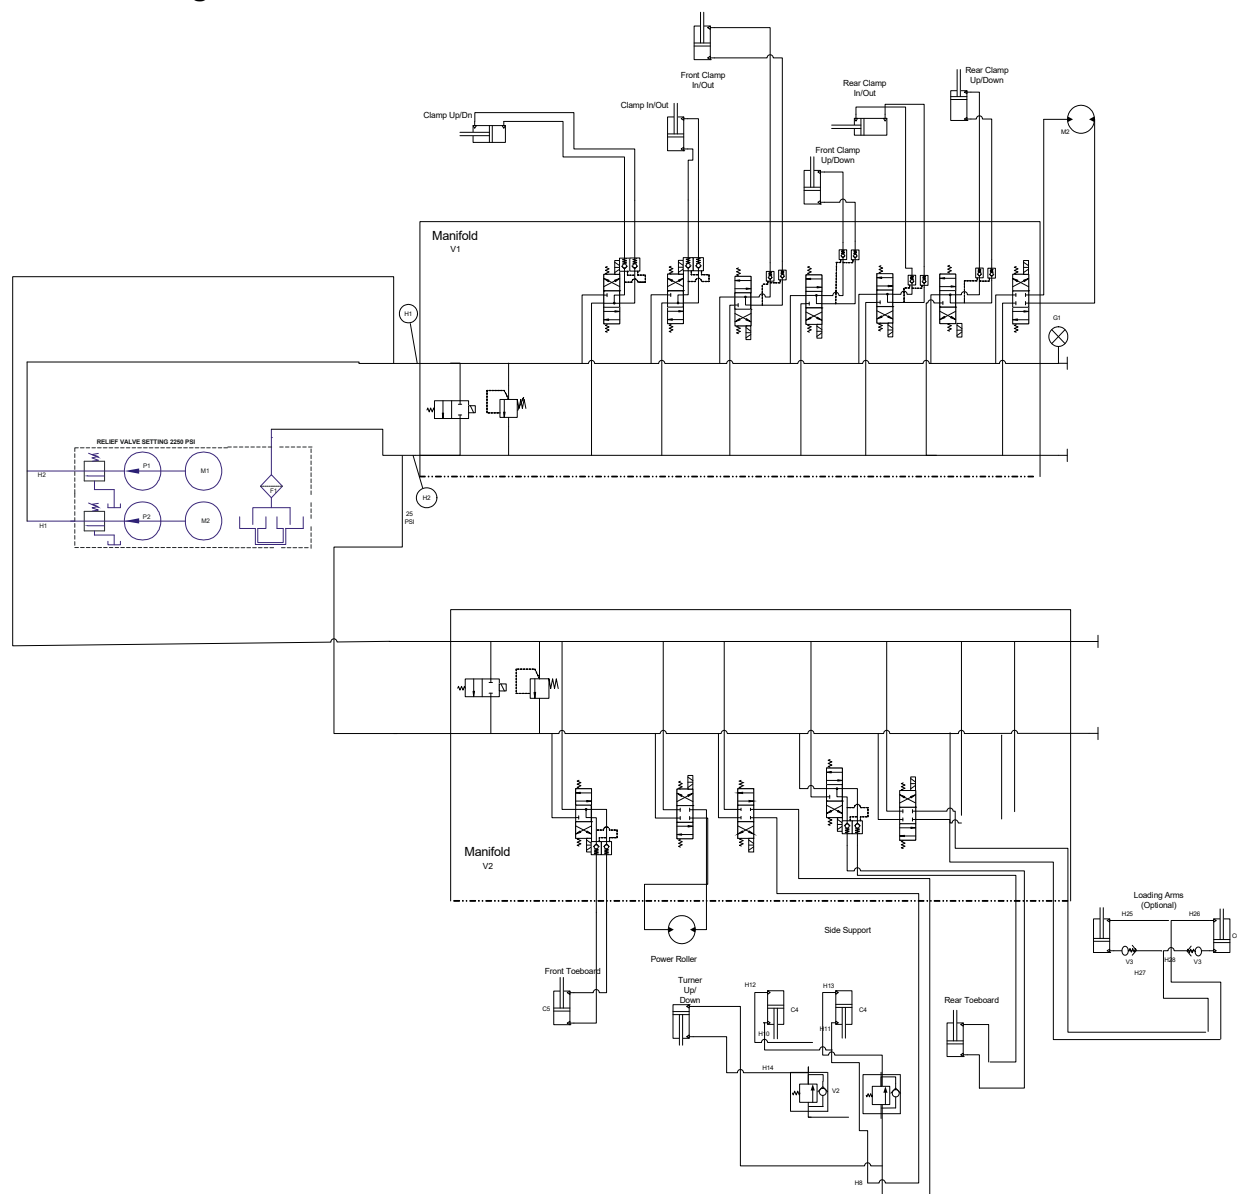 Front Clamp
In/Out
Rear Clamp
In/Out
Rear Clamp
Up/Down
Clamp Up/Dn
Clamp In/Out
M2
Front Clamp
Up/Down
Manifold
V1
H1
G1
RELIEF VALVE SETTING 2250 PSI
H2
P1
M1
F1
H2
25
PSI
H1
P2
M2
Manifold
V2
Loading Arms
(Optional)
H25
H26
V3
H28
V3
H27
Side Support
Power Roller
Front Toeboard
C5
Turner
Up/
Down
H12
C4
H10
H13
C4
H11
Rear Toeboard
H14
V2
H8